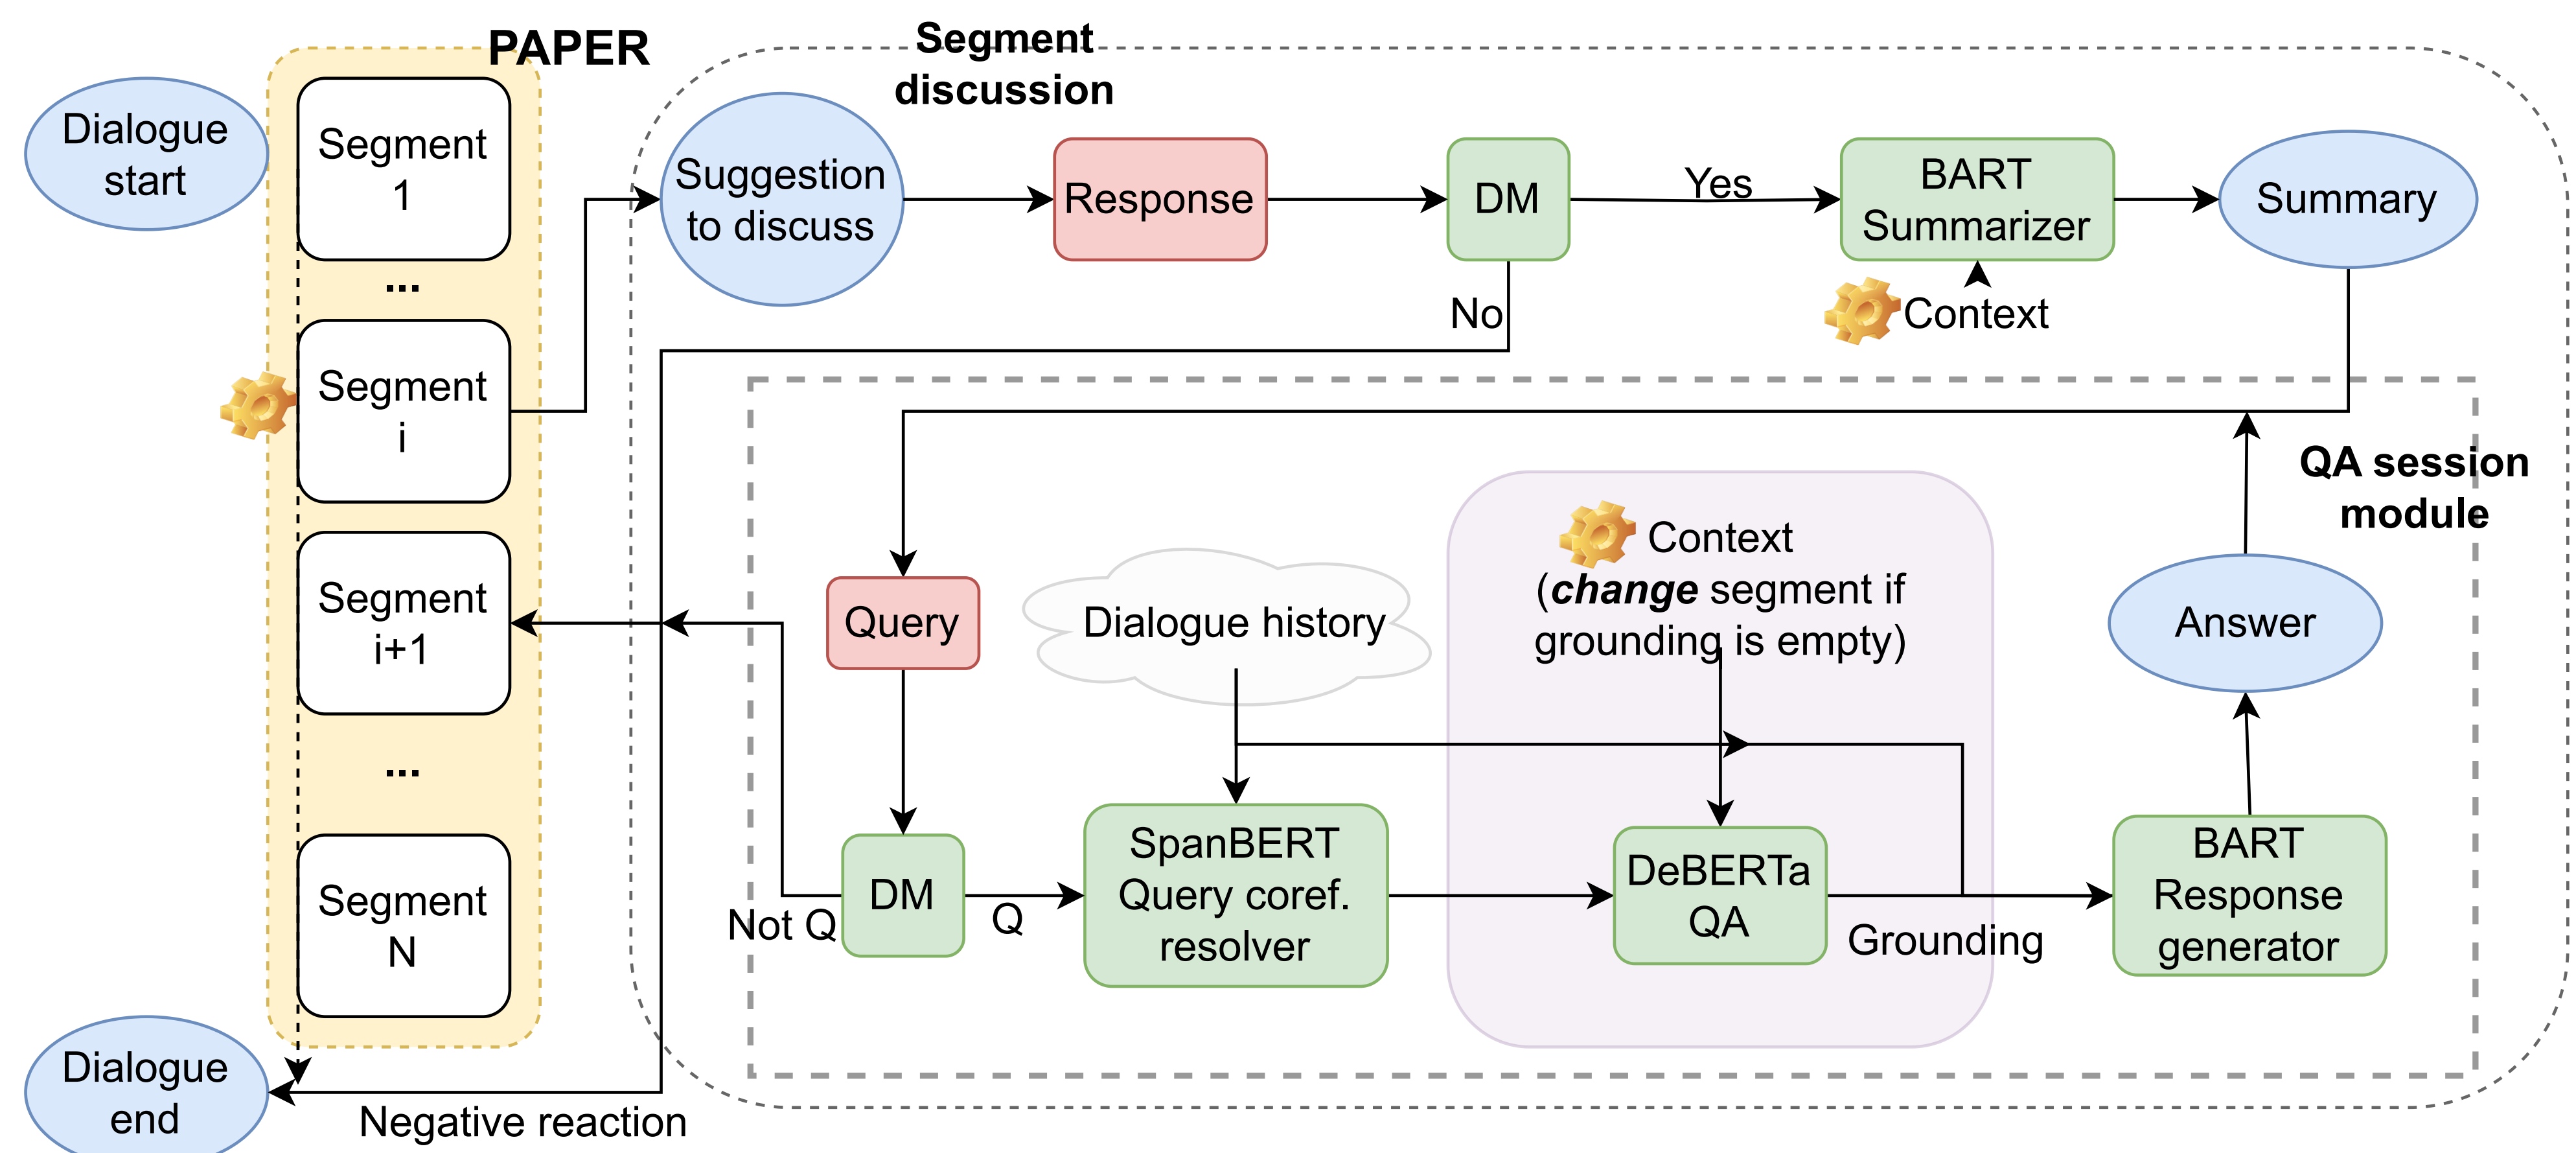 PAPER
Dialogue
start
Segment
1
...
Segment
i
Segment
i+1
...
Segment
N
Dialogue
end
Negative reaction
Segment
discussion
Suggestion
to discuss
Response
DM
Yes
No
BART
Summarizer
Context
Summary
QA session
module
Query
Dialogue history
Context
(change segment if
grounding is empty)
Answer
Not Q
DM
Q
SpanBERT
Query coref.
resolver
DeBERTa
QA
Grounding
BART
Response
generator